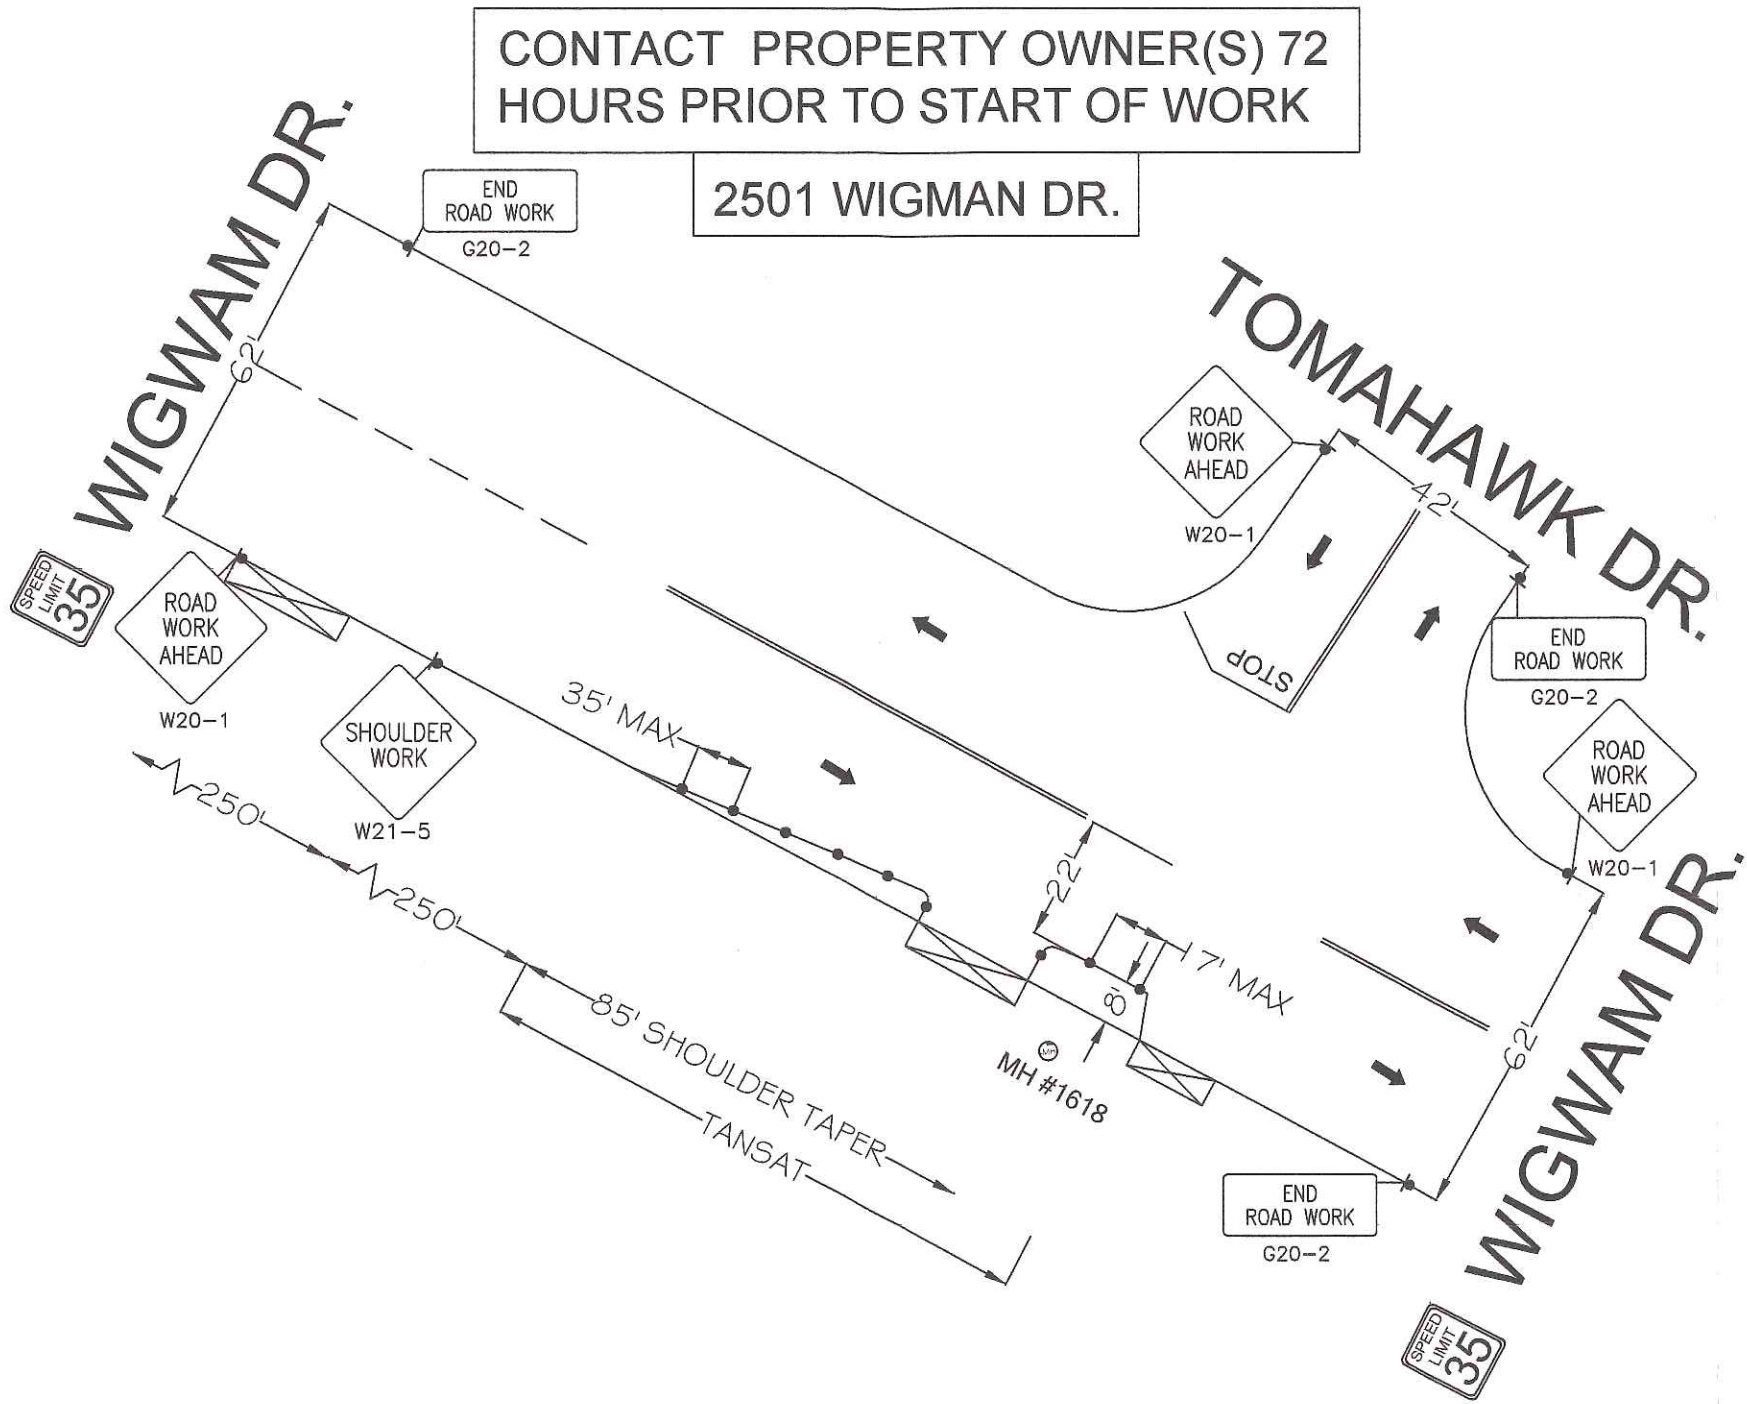 CONTACT PROPERTY OWNER(S) 72
HOURS PRIOR TO START OF WORK
2501 WIGMAN DR.
WIGWAM DR.
END
ROAD WORK
G20-2
62'
TOMAHAWK DR.
ROAD
WORK
AHEAD
W20-1
42'
STOP
END
ROAD WORK
G20-2
ROAD
WORK
AHEAD
W20-1
SPEED
LIMIT
35
ROAD
WORK
AHEAD
W20-1
SHOULDER
WORK
W21-5
35' MAX
250'
250'
85' SHOULDER TAPER
TANSAT
22'
17' MAX
8'
MH
MH #1618
62'
WIGWAM DR.
END
ROAD WORK
G20-2
SPEED
LIMIT
35